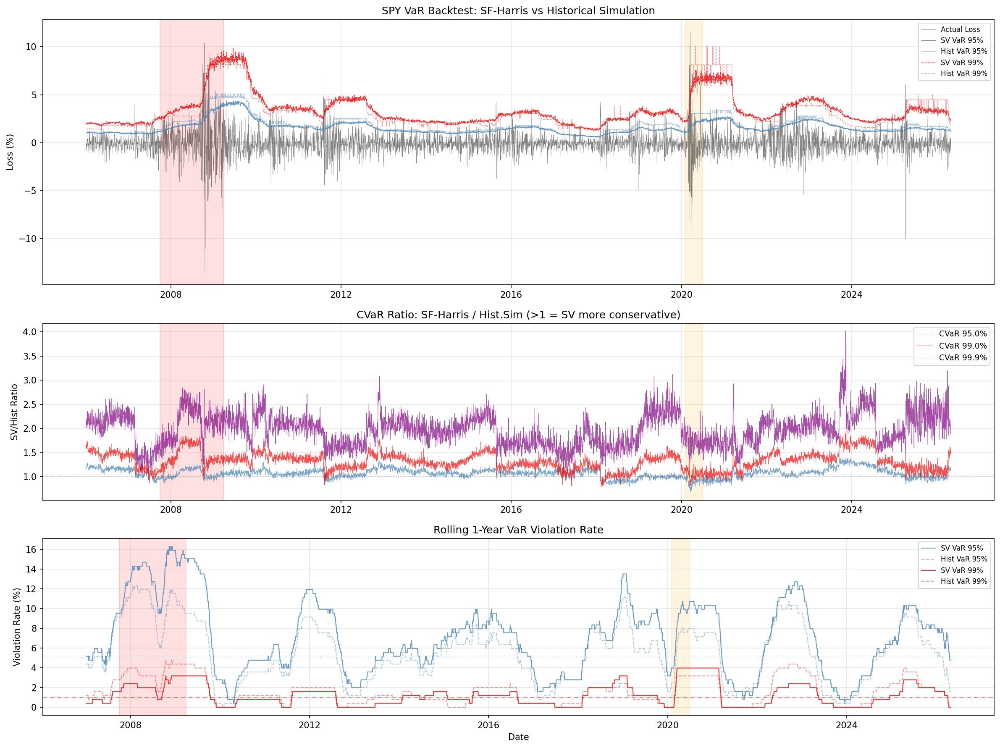 SPY VaR Backtest: SF-Harris vs Historical Simulation
Loss (%)
10
5
0
−5
−10
Actual Loss
SV VaR 95%
Hist VaR 95%
SV VaR 99%
Hist VaR 99%
2008 2012 2016 2020 2024
CVaR Ratio: SF-Harris / Hist.Sim (>1 = SV more conservative)
SV/Hist Ratio
4.0
3.5
3.0
2.5
2.0
1.5
1.0
CVaR 95.0%
CVaR 99.0%
CVaR 99.9%
2008 2012 2016 2020 2024
Rolling 1-Year VaR Violation Rate
Violation Rate (%)
16
14
12
10
8
6
4
2
0
SV VaR 95%
Hist VaR 95%
SV VaR 99%
Hist VaR 99%
2008 2012 2016 2020 2024
Date